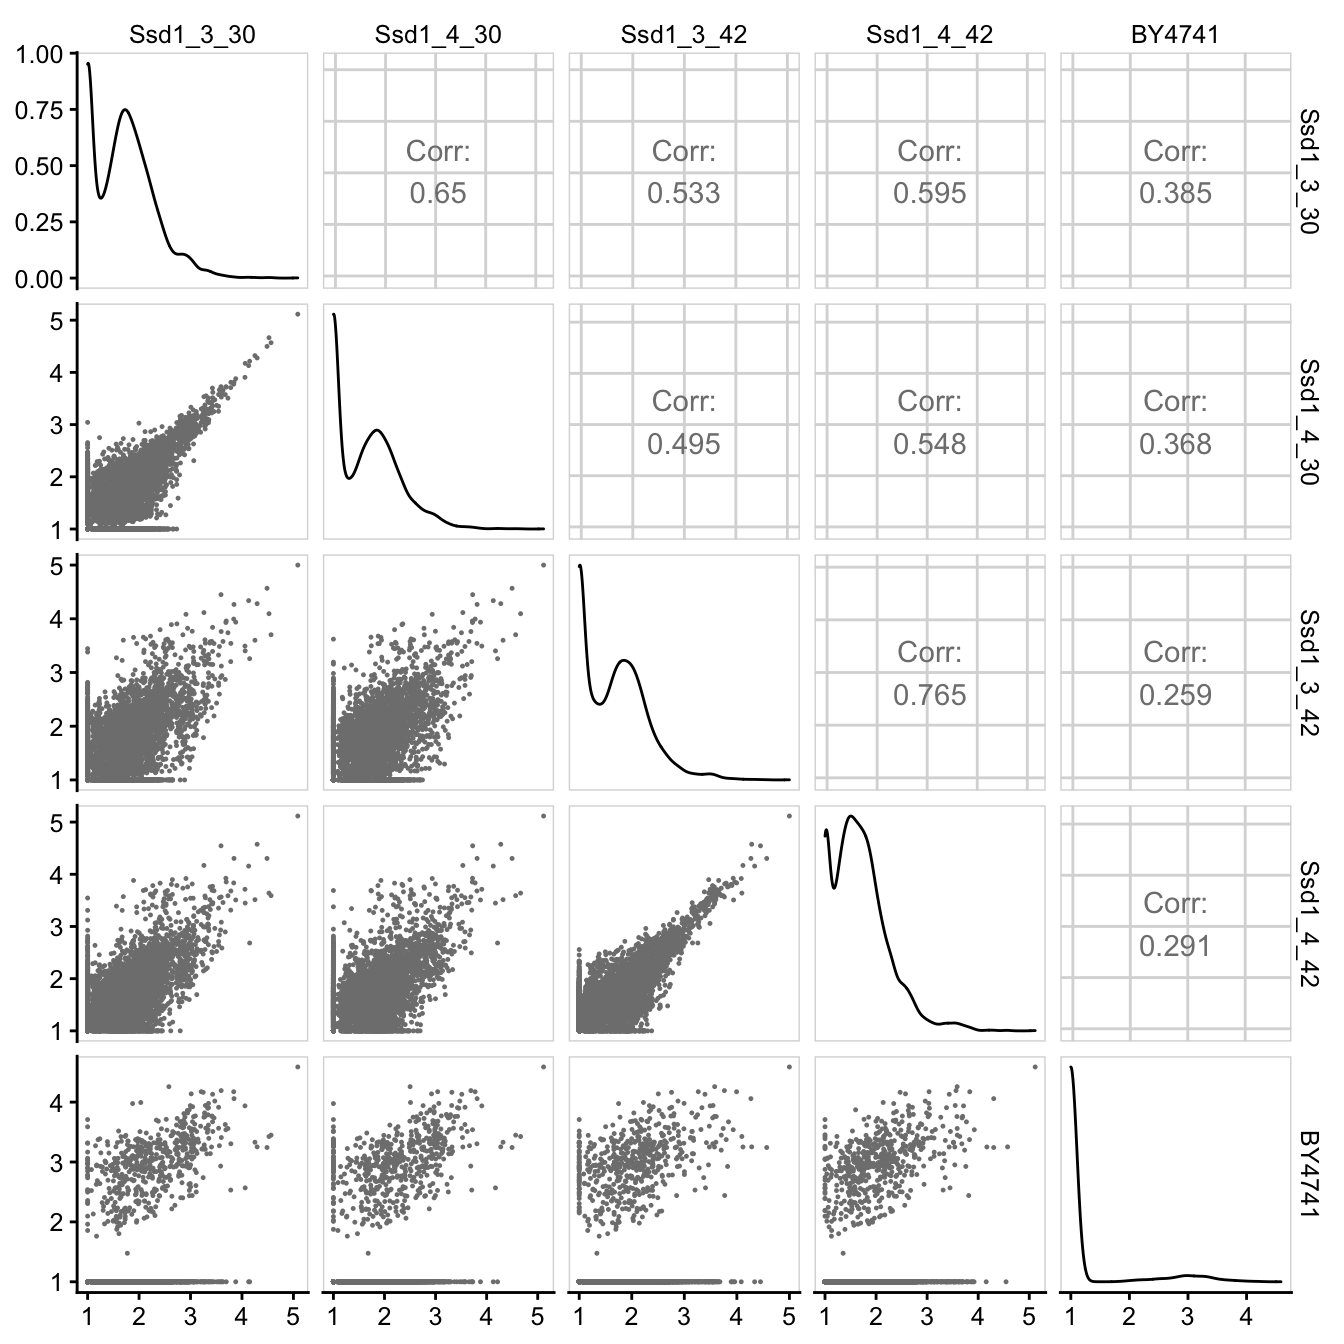 Ssd1_3_30 Ssd1_4_30 Ssd1_3_42 Ssd1_4_42 BY4741
1.00
0.75
0.50
0.25
0.00
Corr:
0.65
Corr:
0.533
Corr:
0.595
Corr:
0.385
Ssd1_3_30
5
4
3
2
1
Corr:
0.495
Corr:
0.548
Corr:
0.368
Ssd1_4_30
5
4
3
2
1
Corr:
0.765
Corr:
0.259
Ssd1_3_42
5
4
3
2
1
Corr:
0.291
Ssd1_4_42
4
3
2
1
BY4741
1 2 3 4 5 1 2 3 4 5 1 2 3 4 5 1 2 3 4 5 1 2 3 4